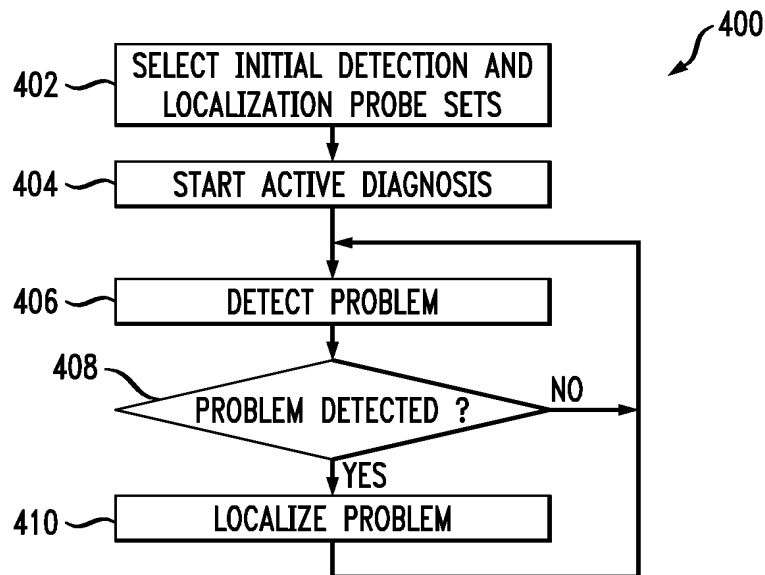 400
402
SELECT INITIAL DETECTION AND
LOCALIZATION PROBE SETS
404
START ACTIVE DIAGNOSIS
406
DETECT PROBLEM
408
PROBLEM DETECTED ?
NO
YES
410
LOCALIZE PROBLEM